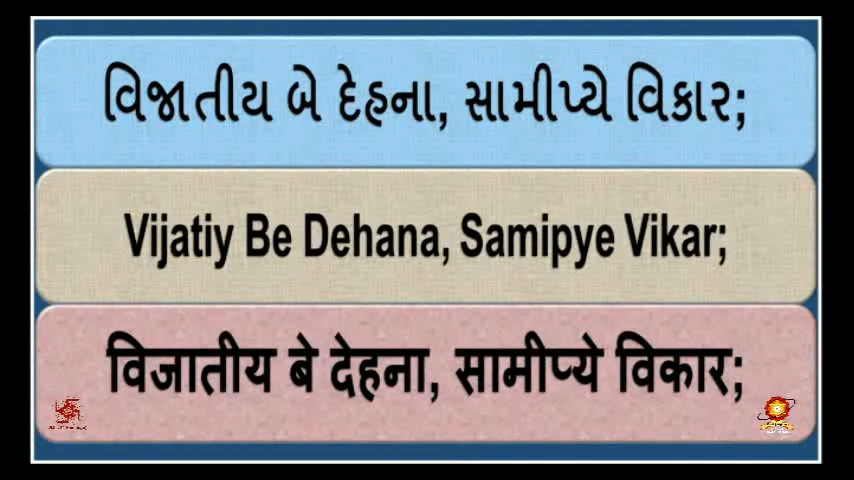 વિજાતીય બે દેહના, સામીપ્યે વિકાર;
Vijatiy Be Dehana, Samipye Vikar;
विजातीय बे देहना, सामीप्ये विकार;